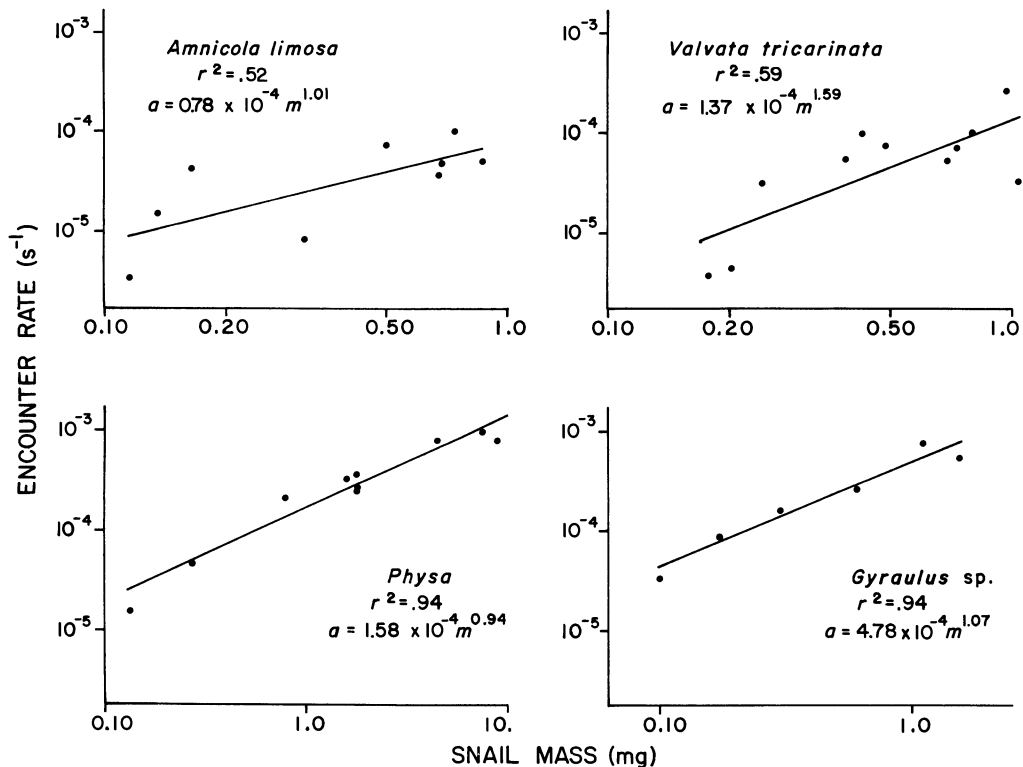 ENCOUNTER RATE (s⁻¹)
10⁻³
10⁻⁴
10⁻⁵
Amnicola limosa
r² = .52
a = 0.78 x 10⁻⁴ m¹·⁰¹
0.10 0.20 0.50 1.0
10⁻³
10⁻⁴
10⁻⁵
Valvata tricarinata
r² = .59
a = 1.37 x 10⁻⁴ m¹·⁵⁹
0.10 0.20 0.50 1.0
10⁻³
10⁻⁴
10⁻⁵
Physa
r² = .94
a = 1.58 x 10⁻⁴ m⁰·⁹⁴
0.10 1.0 10.
10⁻³
10⁻⁴
10⁻⁵
Gyraulus sp.
r² = .94
a = 4.78 x 10⁻⁴ m¹·⁰⁷
0.10 1.0
SNAIL MASS (mg)